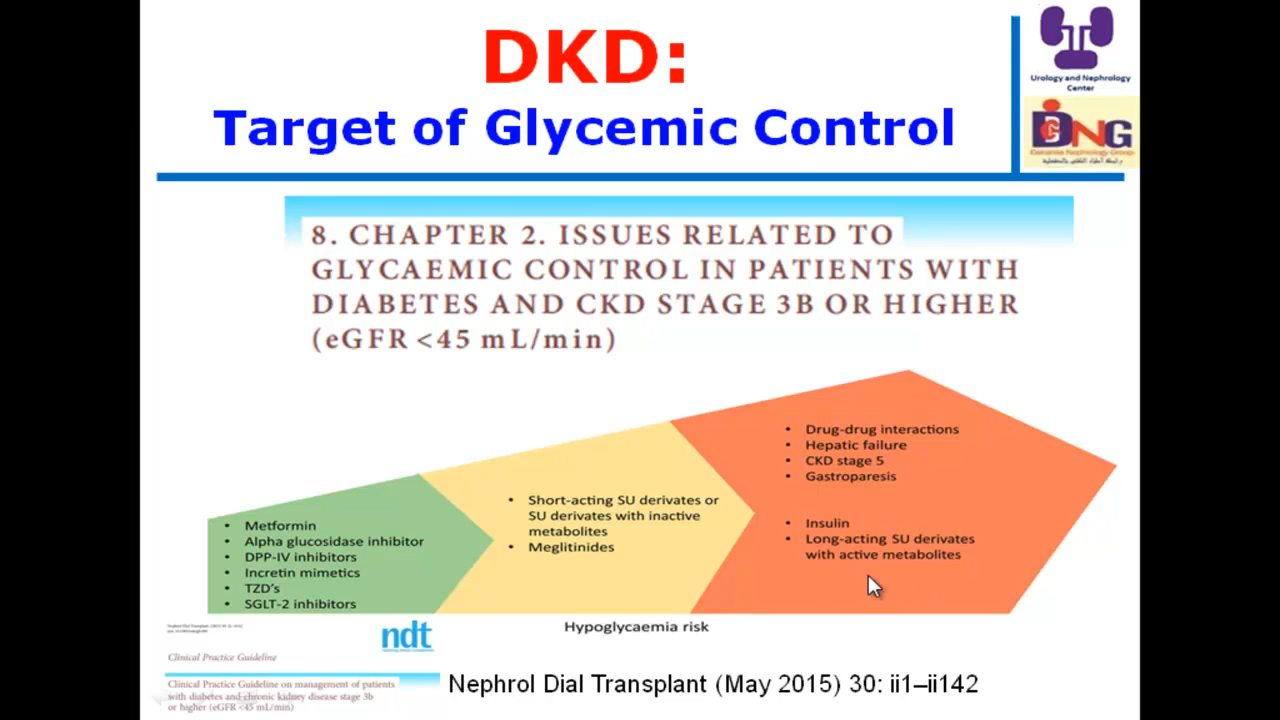 DKD:
Target of Glycemic Control
Urology and Nephrology
Center
DNG
Dakahlia Nephrology Group
8. CHAPTER 2. ISSUES RELATED TO
GLYCAEMIC CONTROL IN PATIENTS WITH
DIABETES AND CKD STAGE 3B OR HIGHER
(eGFR <45 mL/min)
• Metformin
• Alpha glucosidase inhibitor
• DPP-IV inhibitors
• Incretin mimetics
• TZD's
• SGLT-2 inhibitors
• Short-acting SU derivates or
SU derivates with inactive
metabolites
• Meglitinides
• Drug-drug interactions
• Hepatic failure
• CKD stage 5
• Gastroparesis
• Insulin
• Long-acting SU derivates
with active metabolites
Hypoglycaemia risk
ndt
Clinical Practice Guideline
Clinical Practice Guideline on management of patients
with diabetes and chronic kidney disease stage 3b
or higher (eGFR <45 mL/min)
Nephrol Dial Transplant (May 2015) 30: ii1–ii142